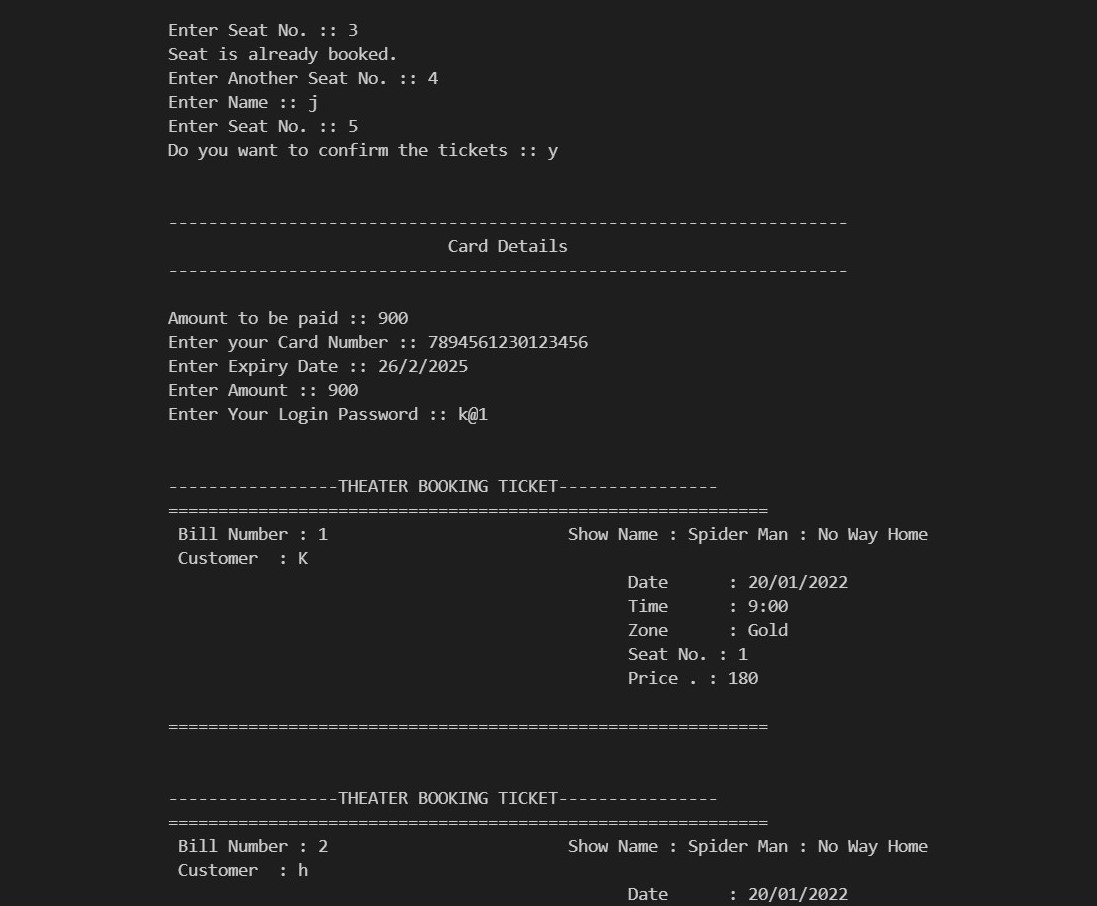 Enter Seat No. :: 3
Seat is already booked.
Enter Another Seat No. :: 4
Enter Name :: j
Enter Seat No. :: 5
Do you want to confirm the tickets :: y
--------------------------------------------------------------------
Card Details
--------------------------------------------------------------------
Amount to be paid :: 900
Enter your Card Number :: 7894561230123456
Enter Expiry Date :: 26/2/2025
Enter Amount :: 900
Enter Your Login Password :: k@1
-----------------THEATER BOOKING TICKET----------------
============================================================
Bill Number : 1 Show Name : Spider Man : No Way Home
Customer : K
Date : 20/01/2022
Time : 9:00
Zone : Gold
Seat No. : 1
Price . : 180
============================================================
-----------------THEATER BOOKING TICKET----------------
============================================================
Bill Number : 2 Show Name : Spider Man : No Way Home
Customer : h
Date : 20/01/2022